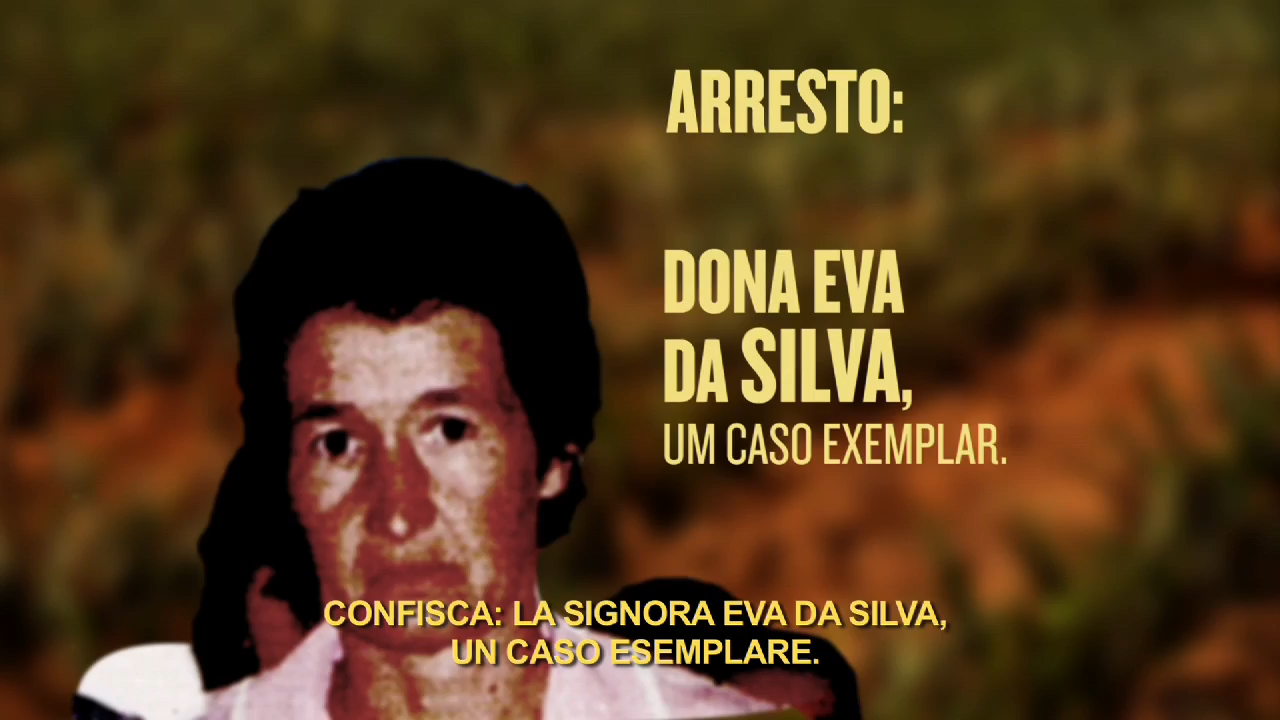 ARRESTO:
DONA EVA
DA SILVA,
UM CASO EXEMPLAR.
CONFISCA: LA SIGNORA EVA DA SILVA,
UN CASO ESEMPLARE.